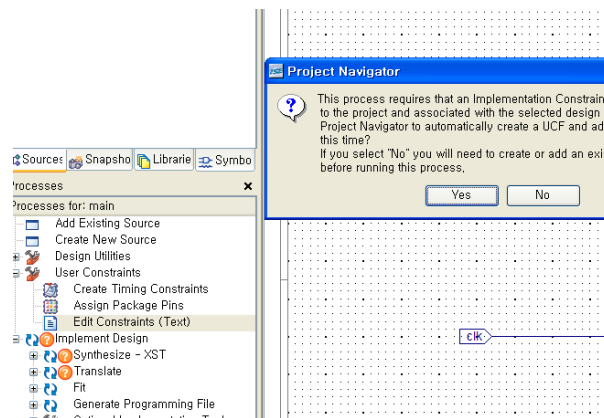 ISE Project Navigator
This process requires that an Implementation Constrain
to the project and associated with the selected design
Project Navigator to automatically create a UCF and ad
this time?
If you select "No" you will need to create or add an exi
before running this process,
Yes
No
Sources
Snapsho
Librarie
Symbo
rocesses
Processes for: main
Add Existing Source
Create New Source
Design Utilities
User Constraints
Create Timing Constraints
Assign Package Pins
Edit Constraints (Text)
Implement Design
Synthesize - XST
Translate
Fit
Generate Programming File
clk